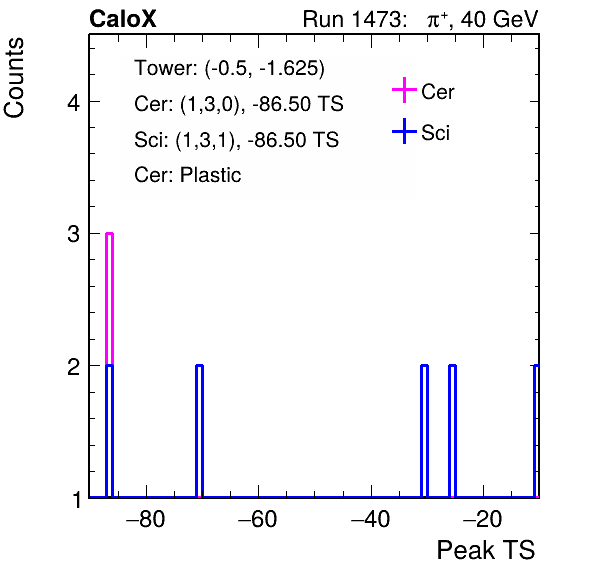 CaloX Run 1473: π⁺, 40 GeV
Counts
Tower: (-0.5, -1.625)
Cer: (1,3,0), -86.50 TS
Sci: (1,3,1), -86.50 TS
Cer: Plastic
Cer
Sci
4
3
2
1
−80 −60 −40 −20
Peak TS